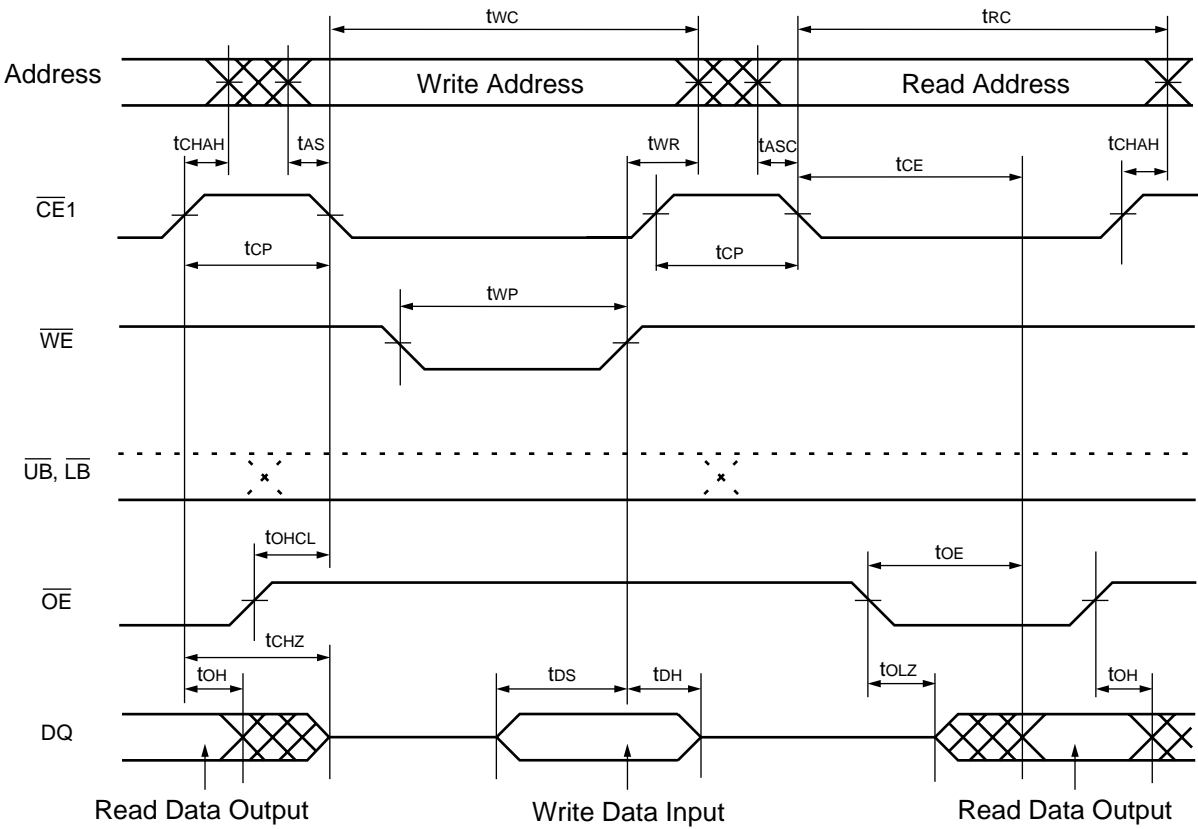 tWC
tRC
Address
Write Address
Read Address
tCHAH
tAS
tWR
tASC
tCE
tCHAH
CE1
tCP
tCP
tWP
WE
UB, LB
tOHCL
tOE
OE
tCHZ
tOH
tDS
tDH
tOLZ
tOH
DQ
Read Data Output
Write Data Input
Read Data Output